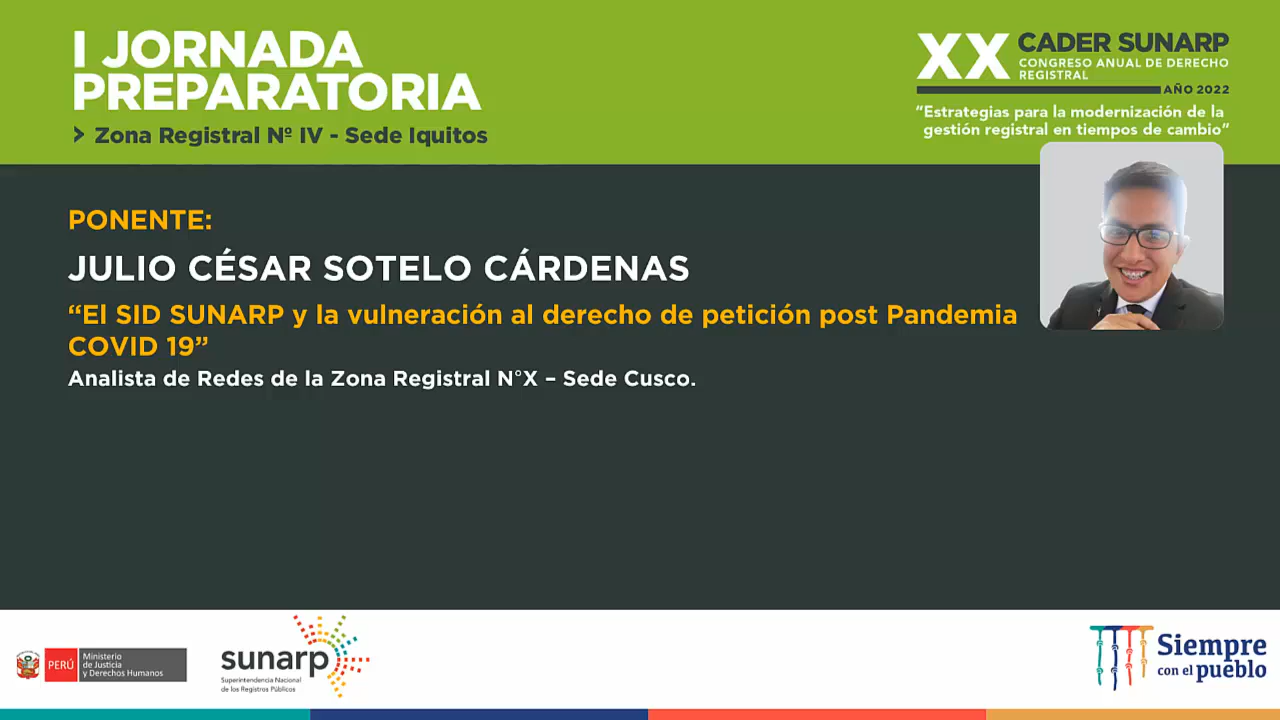 I JORNADA
PREPARATORIA
> Zona Registral Nº IV - Sede Iquitos
XX CADER SUNARP
CONGRESO ANUAL DE DERECHO
REGISTRAL
AÑO 2022
“Estrategias para la modernización de la
gestión registral en tiempos de cambio”
PONENTE:
JULIO CÉSAR SOTELO CÁRDENAS
“El SID SUNARP y la vulneración al derecho de petición post Pandemia
COVID 19”
Analista de Redes de la Zona Registral N°X – Sede Cusco.
PERÚ
Ministerio
de Justicia
y Derechos Humanos
sunarp
Superintendencia Nacional
de los Registros Públicos
Siempre
con el pueblo